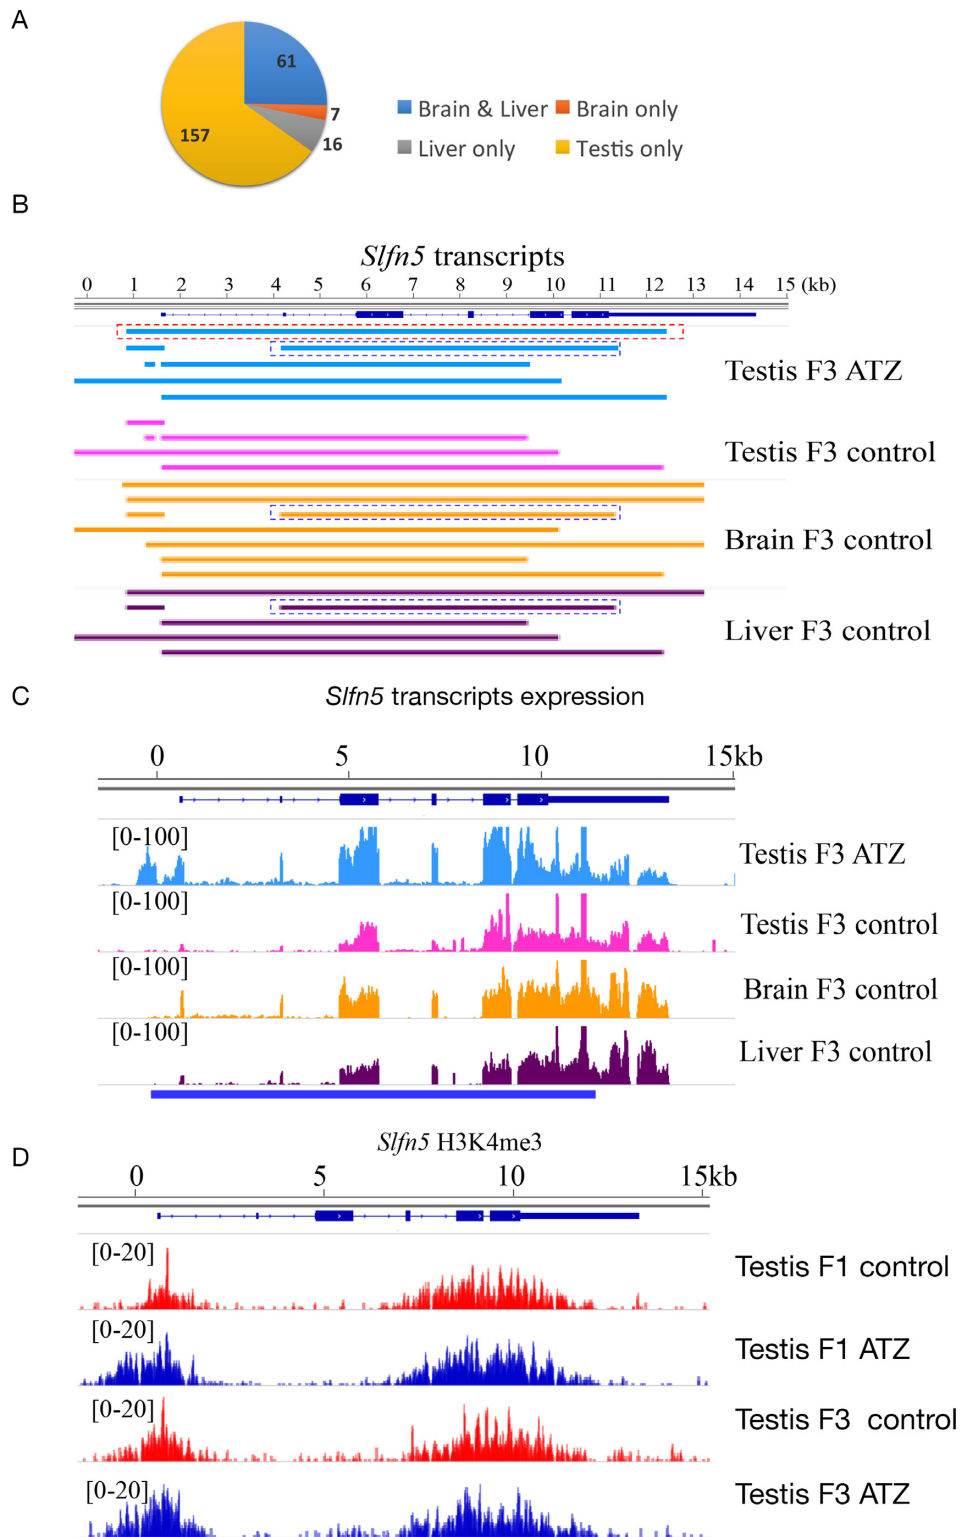 A
61
7
16
157
Brain & Liver
Brain only
Liver only
Testis only
B
Slfn5 transcripts
0 1 2 3 4 5 6 7 8 9 10 11 12 13 14 15 (kb)
Testis F3 ATZ
Testis F3 control
Brain F3 control
Liver F3 control
C
Slfn5 transcripts expression
0 5 10 15kb
[0-100]
Testis F3 ATZ
[0-100]
Testis F3 control
[0-100]
Brain F3 control
[0-100]
Liver F3 control
D
Slfn5 H3K4me3
0 5 10 15kb
[0-20]
Testis F1 control
[0-20]
Testis F1 ATZ
[0-20]
Testis F3 control
[0-20]
Testis F3 ATZ